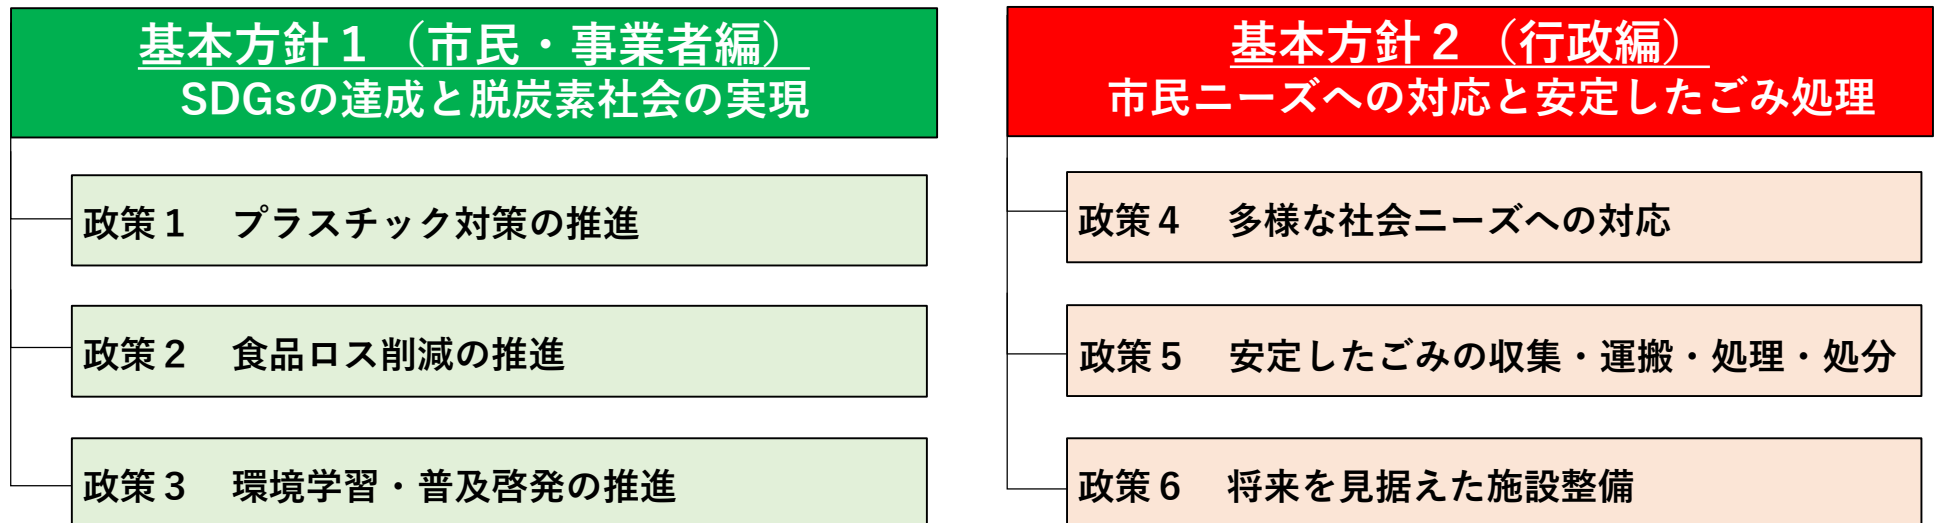 基本方針１（市民・事業者編）
SDGsの達成と脱炭素社会の実現
政策１　プラスチック対策の推進
政策２　食品ロス削減の推進
政策３　環境学習・普及啓発の推進
基本方針２（行政編）
市民ニーズへの対応と安定したごみ処理
政策４　多様な社会ニーズへの対応
政策５　安定したごみの収集・運搬・処理・処分
政策６　将来を見据えた施設整備